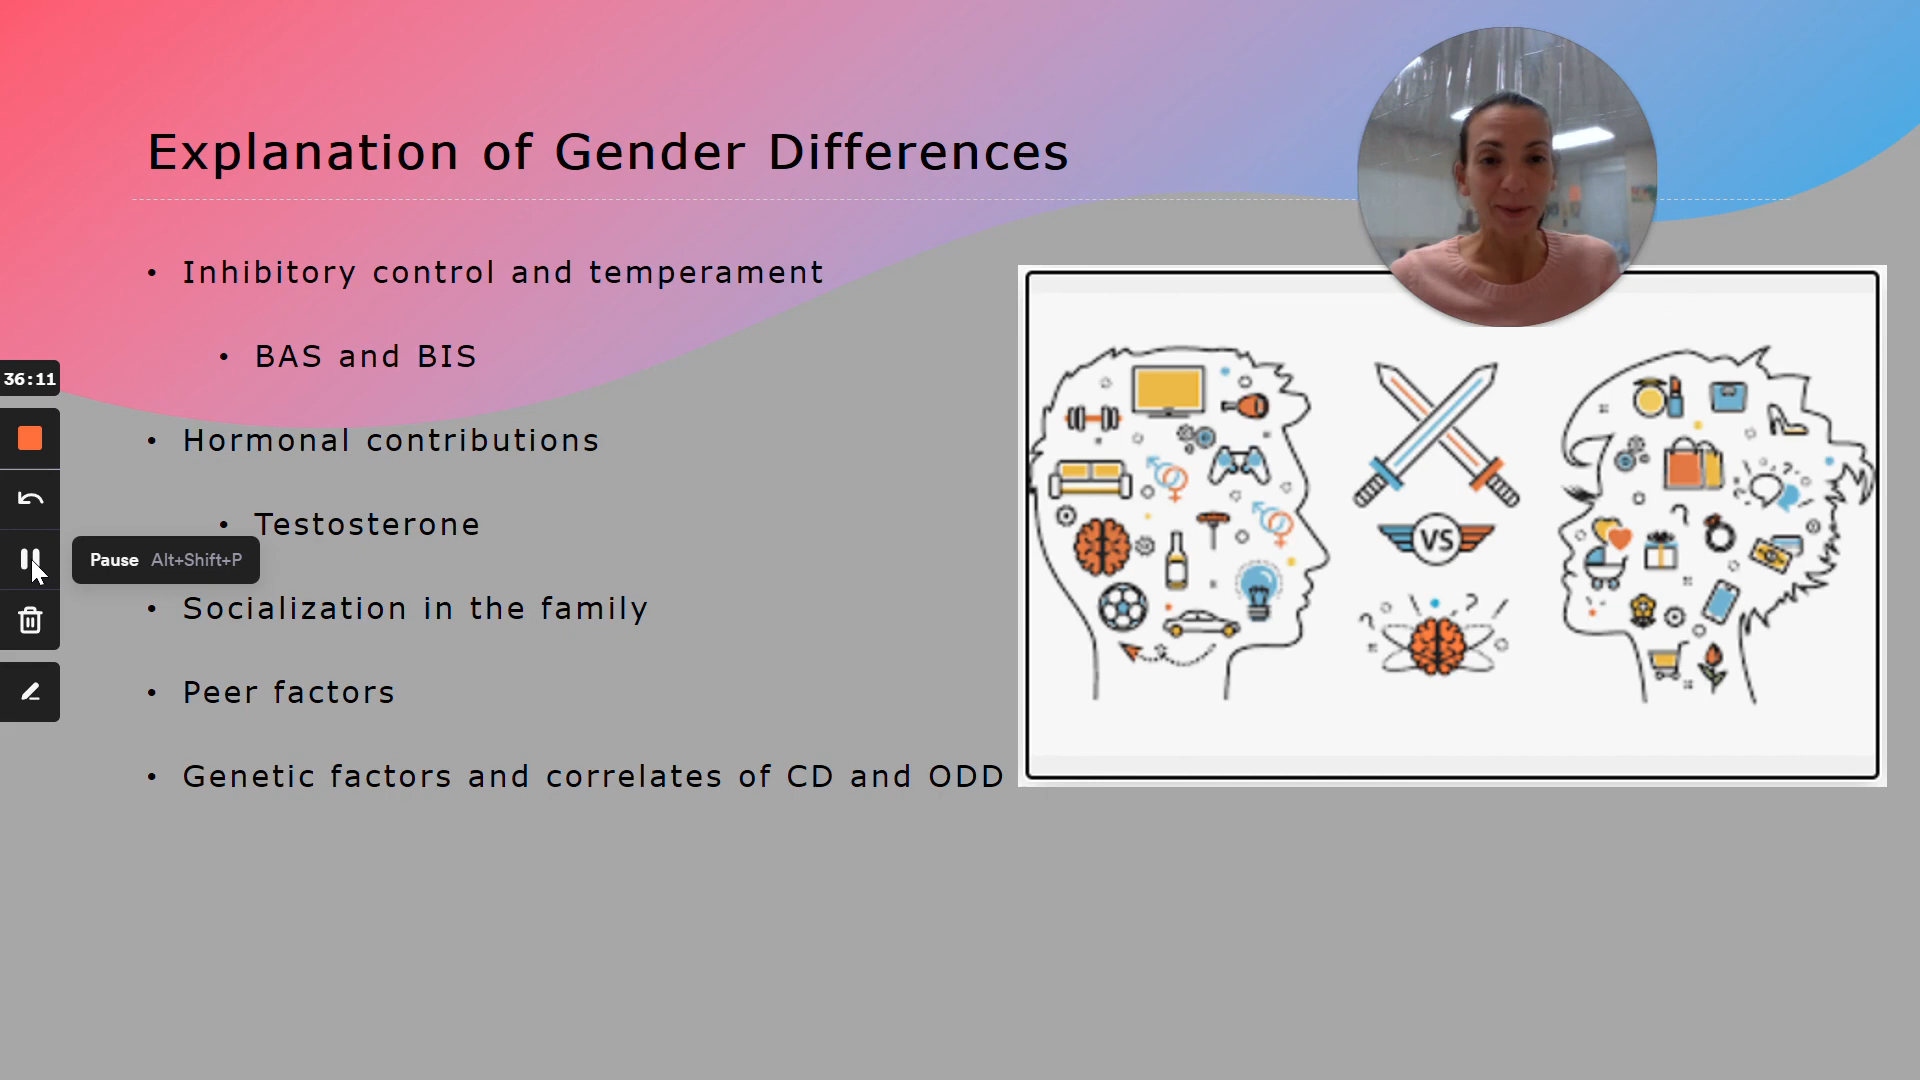 Explanation of Gender Differences
• Inhibitory control and temperament
• BAS and BIS
36:11
• Hormonal contributions
• Testosterone
Pause Alt+Shift+P
• Socialization in the family
• Peer factors
• Genetic factors and correlates of CD and ODD
VS